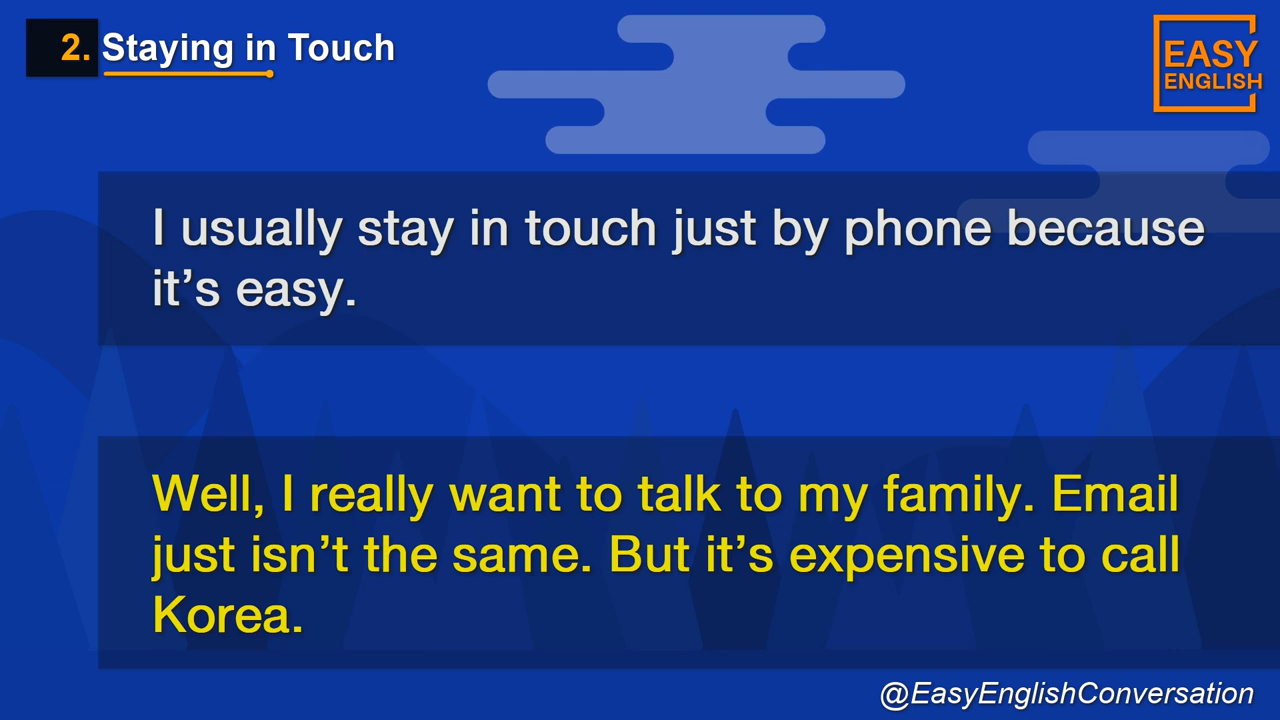 2. Staying in Touch
EASY
ENGLISH
I usually stay in touch just by phone because
it’s easy.
Well, I really want to talk to my family. Email
just isn’t the same. But it’s expensive to call
Korea.
@EasyEnglishConversation